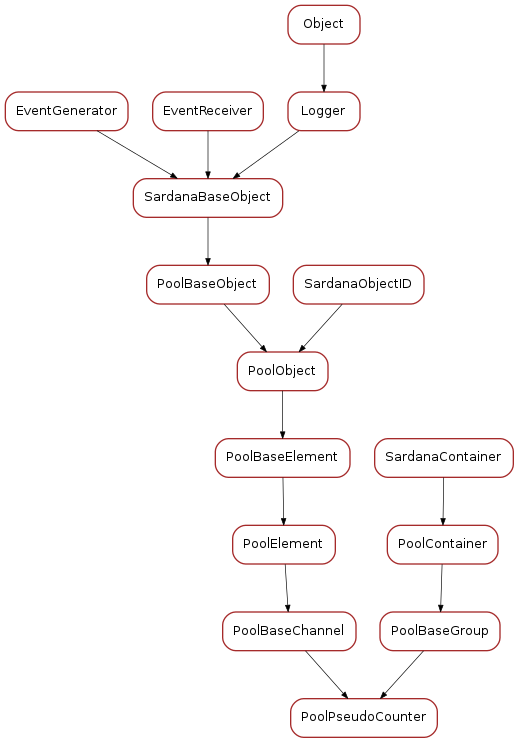 Object
EventGenerator
EventReceiver
Logger
SardanaBaseObject
PoolBaseObject
SardanaObjectID
PoolObject
PoolBaseElement
SardanaContainer
PoolElement
PoolContainer
PoolBaseChannel
PoolBaseGroup
PoolPseudoCounter